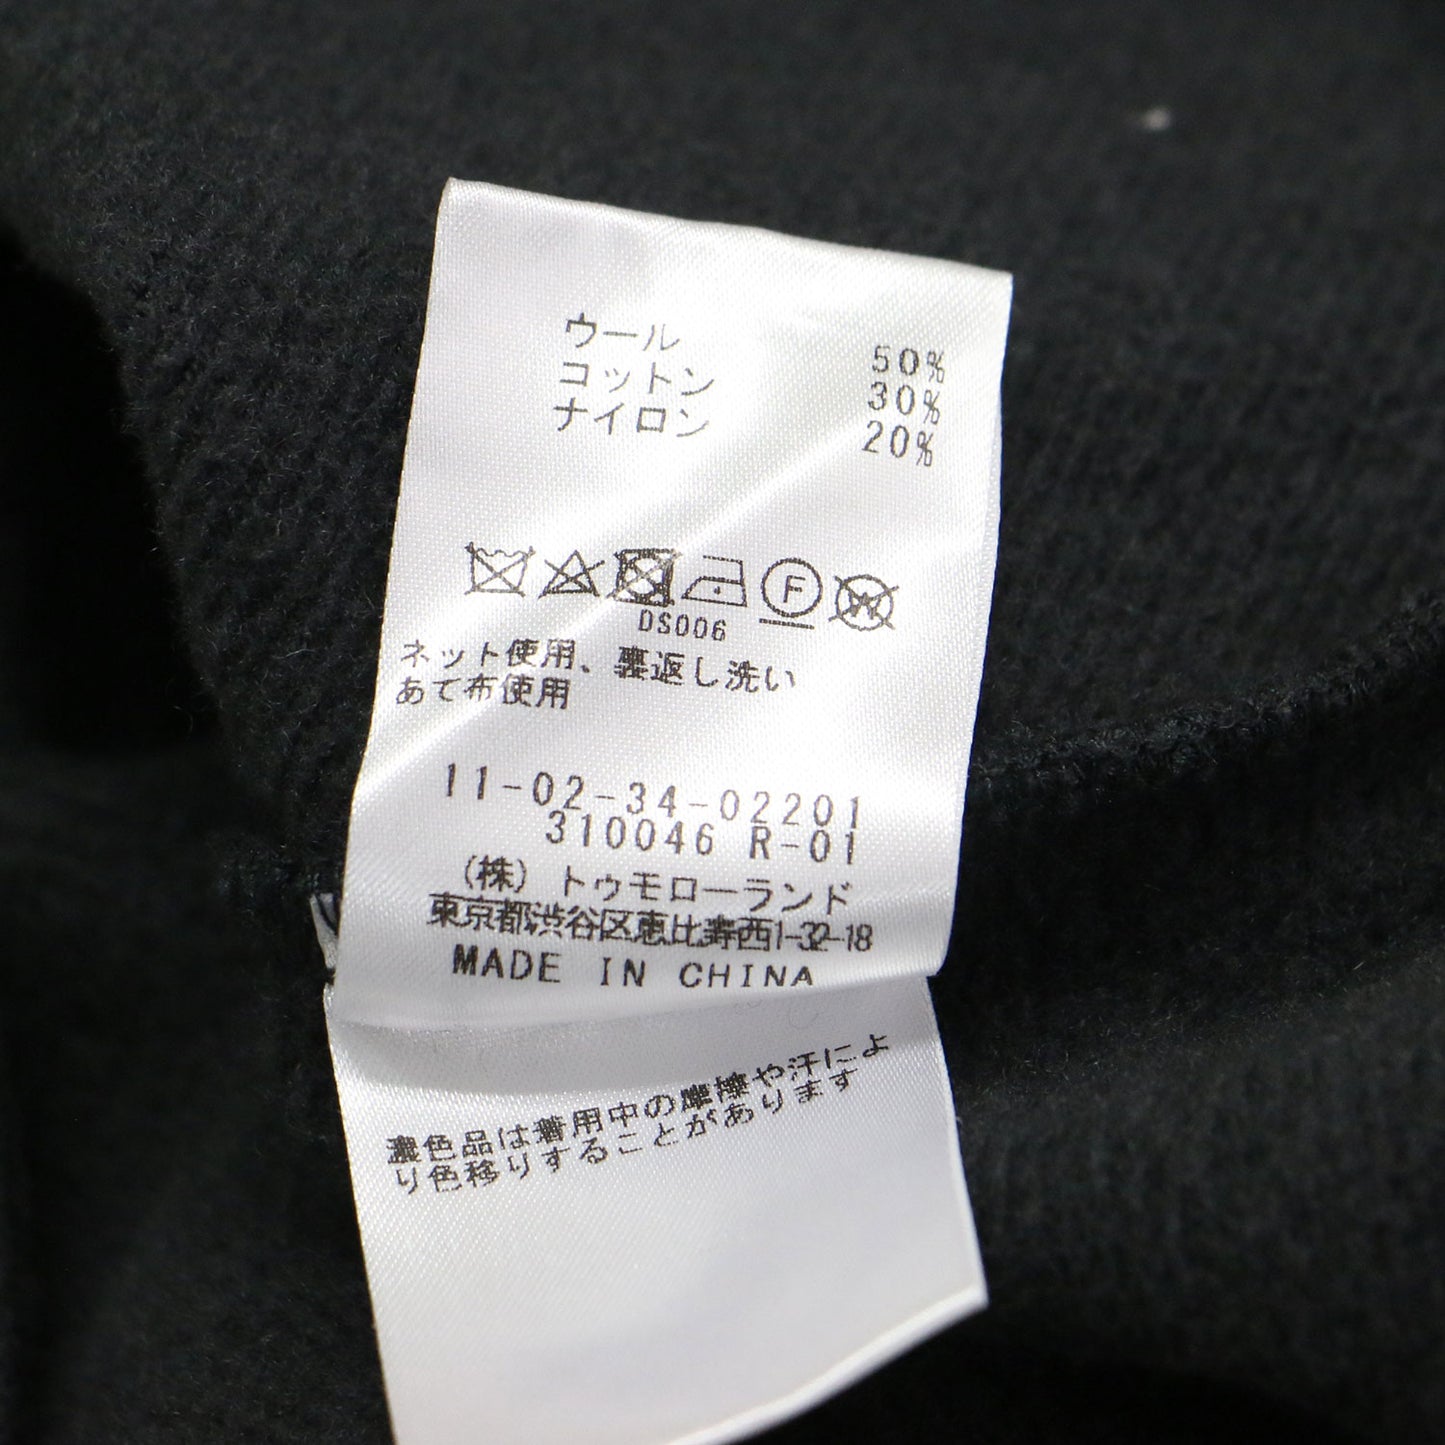 ウール 50%
コットン 30%
ナイロン 20%
F W
DS006
ネット使用、裏返し洗い
あて布使用
11-02-34-02201
310046 R-01
(株) トゥモローランド
東京都渋谷区恵比寿西1-32-18
MADE IN CHINA
濃色品は着用中の摩擦や汗によ
り色移りすることがあります